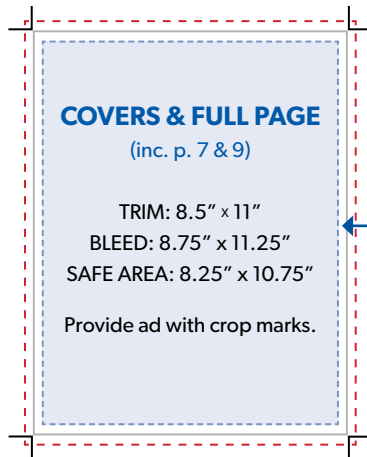 COVERS & FULL PAGE
(inc. p. 7 & 9)
TRIM: 8.5” x 11”
BLEED: 8.75” x 11.25”
SAFE AREA: 8.25” x 10.75”
Provide ad with crop marks.